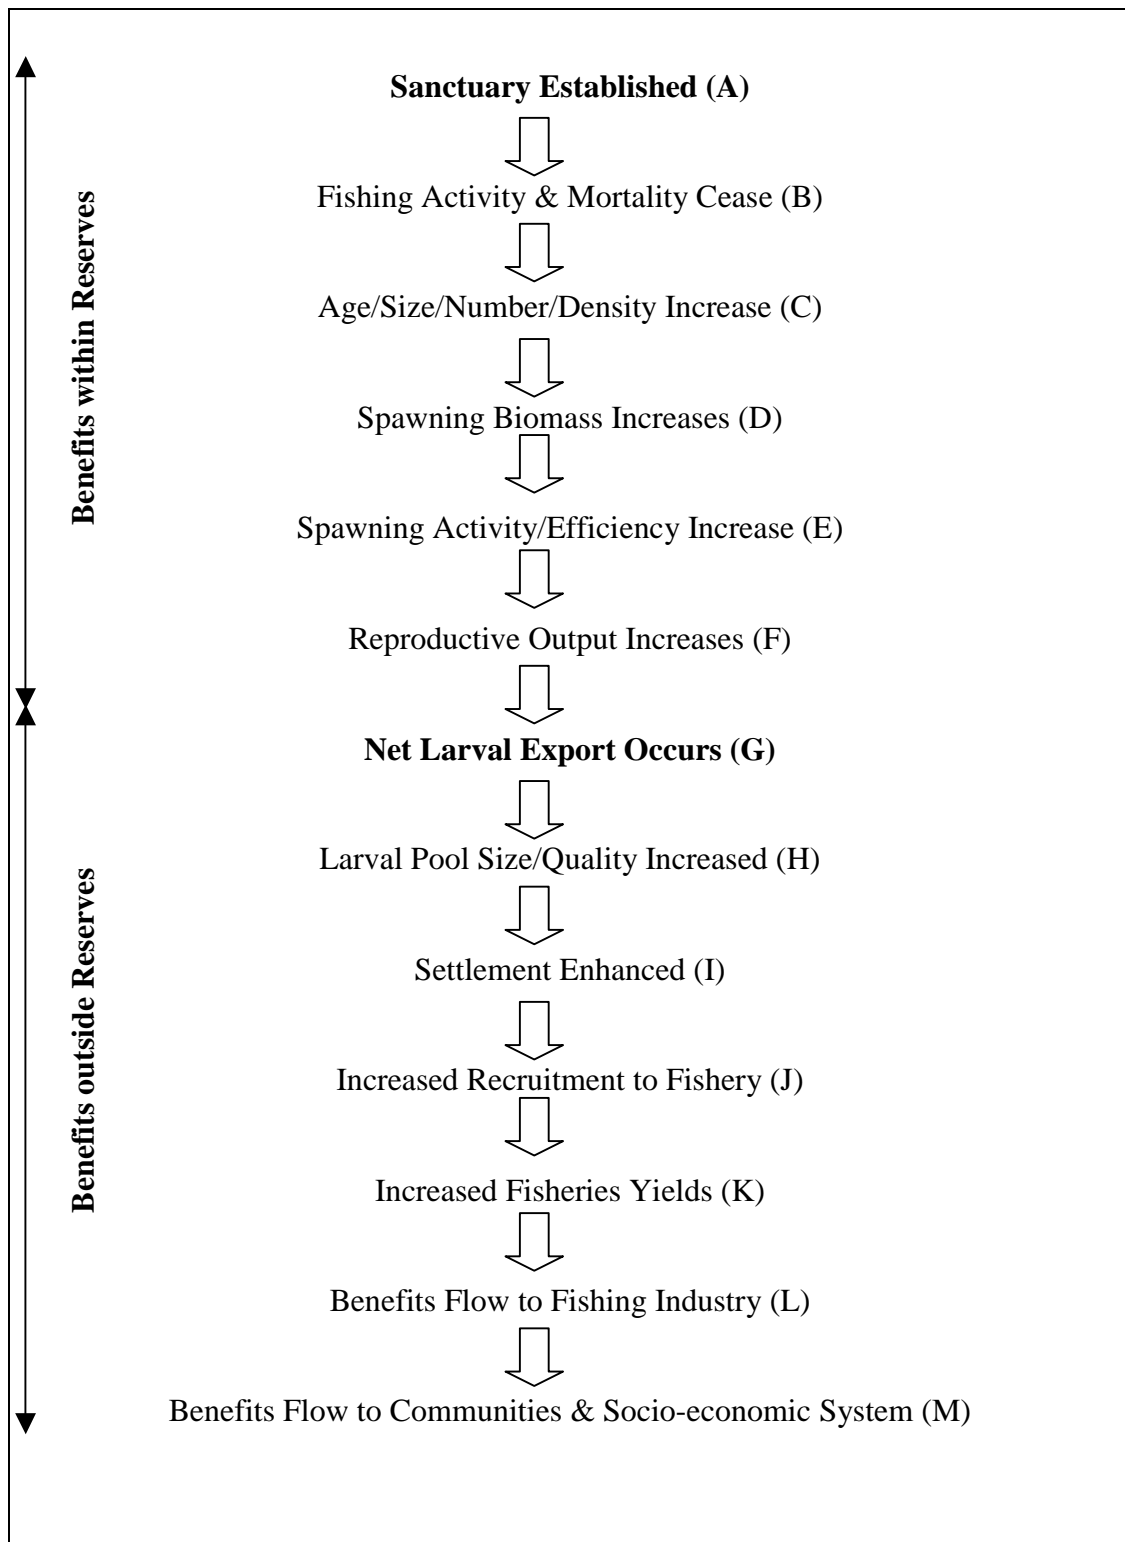 Sanctuary Established (A)
Fishing Activity & Mortality Cease (B)
Age/Size/Number/Density Increase (C)
Spawning Biomass Increases (D)
Spawning Activity/Efficiency Increase (E)
Reproductive Output Increases (F)
Benefits within Reserves
Net Larval Export Occurs (G)
Larval Pool Size/Quality Increased (H)
Settlement Enhanced (I)
Increased Recruitment to Fishery (J)
Increased Fisheries Yields (K)
Benefits Flow to Fishing Industry (L)
Benefits Flow to Communities & Socio-economic System (M)
Benefits outside Reserves